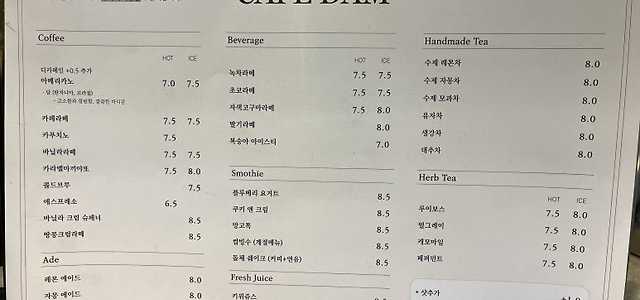 CAFE DAM
Coffee
HOT ICE
디카페인 +0.5 추가
아메리카노 7.0 7.5
카페라떼 7.5 7.5
카푸치노 7.5
바닐라라떼 7.5 7.5
카라멜마끼아또 7.5 8.0
콜드브루 7.5
에스프레소 6.5
바닐라 크림 슈페너 8.5
땅콩크림라떼 8.5
Ade
레몬 에이드 8.0
자몽 에이드 8.0
Beverage
HOT ICE
녹차라떼 7.5 7.5
초코라떼 7.5 7.5
자색고구마라떼 7.5 8.0
딸기라떼 8.0
복숭아 아이스티 7.0
Smothie
블루베리 요거트 8.5
쿠키 앤 크림 8.5
망고톡 8.5
컵빙수 (계절메뉴) 8.5
돌체 쉐이크 (커피+연유) 8.5
Fresh Juice
키위쥬스 8.5
Handmade Tea
수제 레몬차 8.0
수제 자몽차 8.0
수제 모과차 8.0
유자차 8.0
생강차 8.0
대추차 8.0
Herb Tea
HOT ICE
루이보스 7.5 8.0
얼그레이 7.5 8.0
캐모마일 7.5 8.0
페퍼민트 7.5 8.0
• 샷추가 +1.0